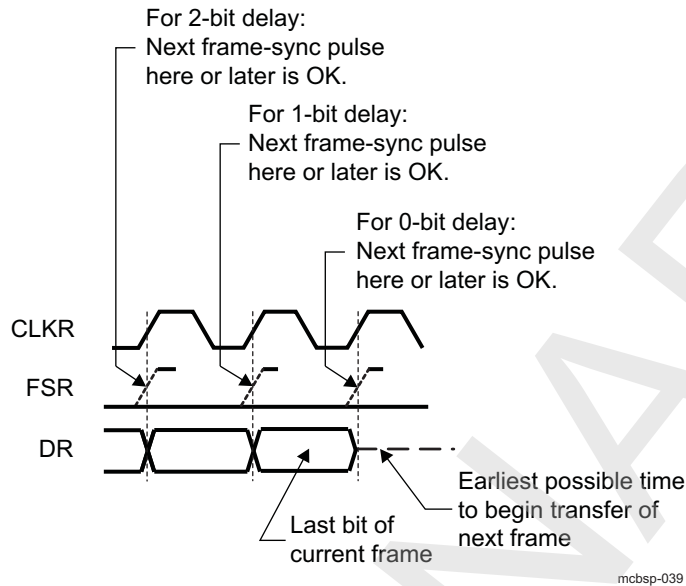 For 2-bit delay:
Next frame-sync pulse
here or later is OK.
For 1-bit delay:
Next frame-sync pulse
here or later is OK.
For 0-bit delay:
Next frame-sync pulse
here or later is OK.
CLKR
FSR
DR
Earliest possible time
to begin transfer of
next frame
Last bit of
current frame
mcbsp-039